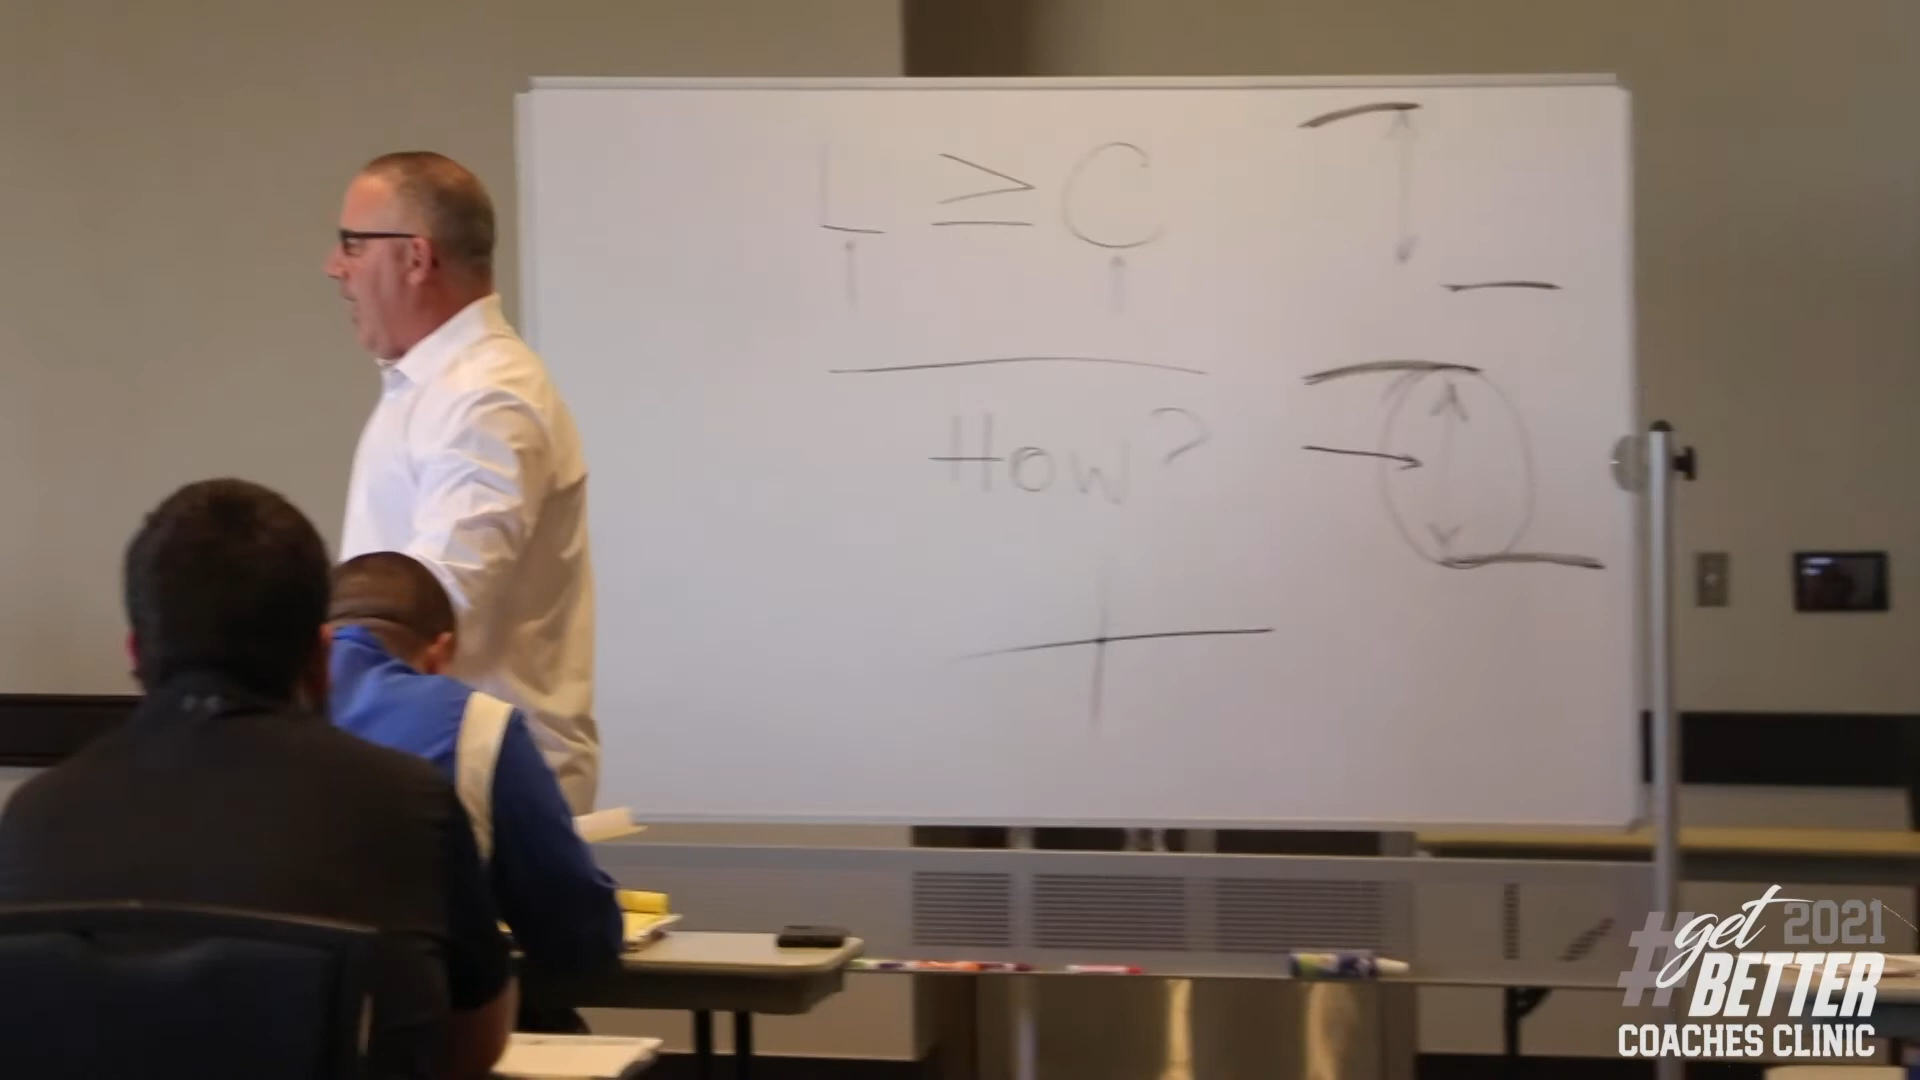 L ≥ C
How?
#get 2021
BETTER
COACHES CLINIC